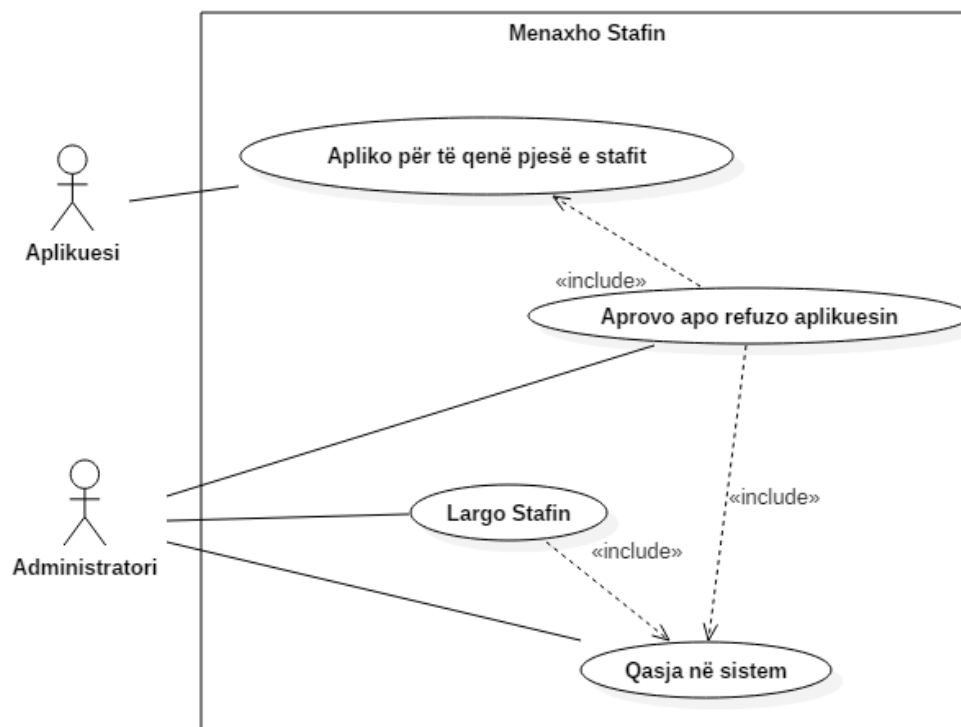 Menaxho Stafin
Apliko për të qenë pjesë e stafit
Aplikuesi
«include»
Aprovo apo refuzo aplikuesin
Administratori
Largo Stafin
«include»
«include»
Qasja në sistem